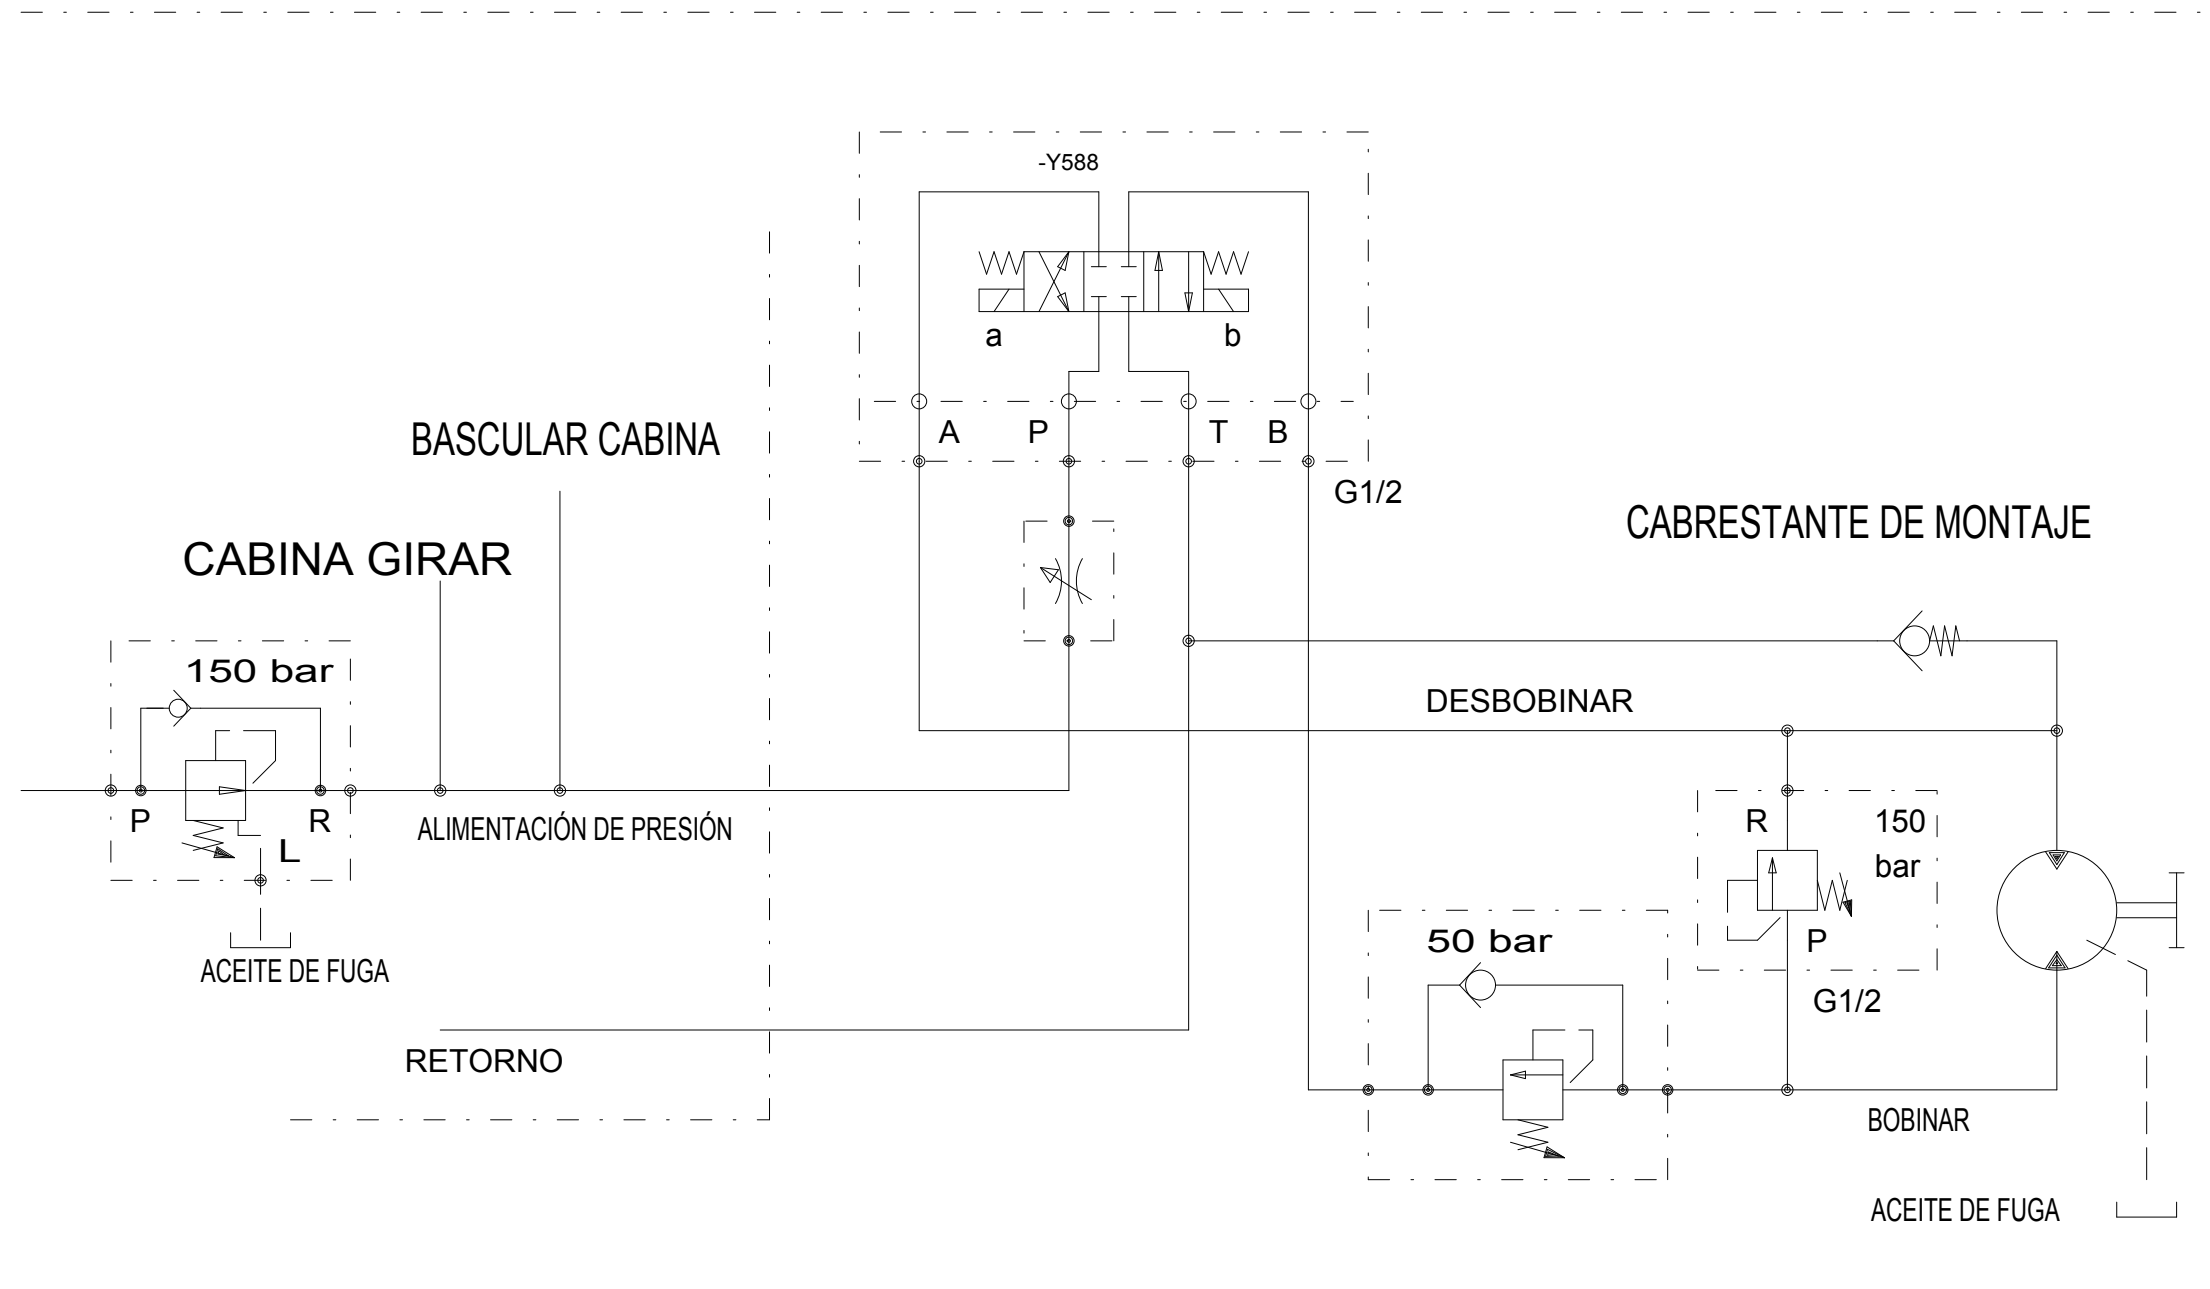 -Y588
a
b
A
P
T
B
G1/2
BASCULAR CABINA
CABINA GIRAR
CABRESTANTE DE MONTAJE
150 bar
DESBOBINAR
P
R
L
ALIMENTACIÓN DE PRESIÓN
ACEITE DE FUGA
RETORNO
R
150
bar
P
G1/2
50 bar
BOBINAR
ACEITE DE FUGA